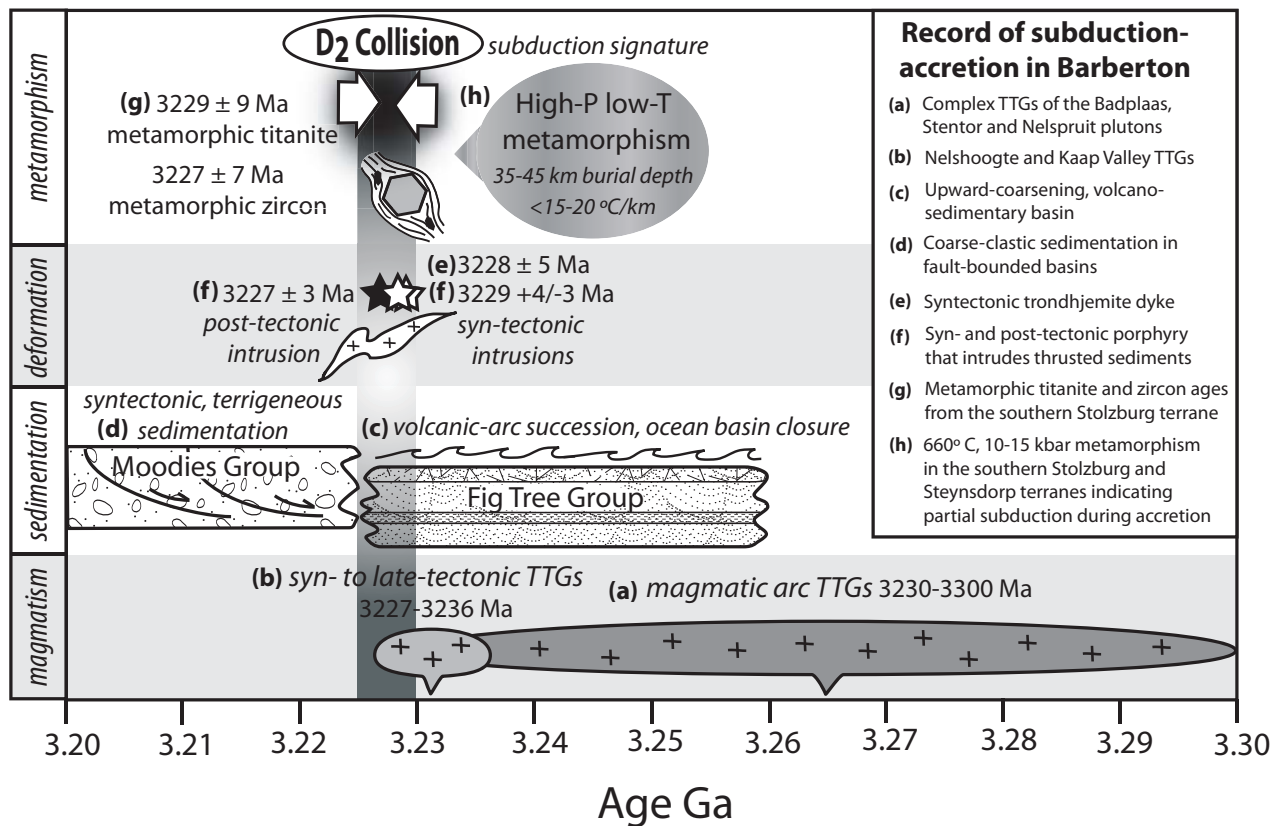 metamorphism
D2 Collision
subduction signature
(g) 3229 ± 9 Ma
metamorphic titanite
3227 ± 7 Ma
metamorphic zircon
(h)
High-P low-T
metamorphism
35-45 km burial depth
<15-20 ºC/km
deformation
(e) 3228 ± 5 Ma
(f) 3227 ± 3 Ma
post-tectonic
intrusion
(f) 3229 +4/-3 Ma
syn-tectonic
intrusions
sedimentation
syntectonic, terrigeneous
(d) sedimentation
Moodies Group
(c) volcanic-arc succession, ocean basin closure
Fig Tree Group
magmatism
(b) syn- to late-tectonic TTGs
3227-3236 Ma
(a) magmatic arc TTGs 3230-3300 Ma
Record of subduction-
accretion in Barberton
(a) Complex TTGs of the Badplaas,
Stentor and Nelspruit plutons
(b) Nelshoogte and Kaap Valley TTGs
(c) Upward-coarsening, volcano-
sedimentary basin
(d) Coarse-clastic sedimentation in
fault-bounded basins
(e) Syntectonic trondhjemite dyke
(f) Syn- and post-tectonic porphyry
that intrudes thrusted sediments
(g) Metamorphic titanite and zircon ages
from the southern Stolzburg terrane
(h) 660º C, 10-15 kbar metamorphism
in the southern Stolzburg and
Steynsdorp terranes indicating
partial subduction during accretion
3.20 3.21 3.22 3.23 3.24 3.25 3.26 3.27 3.28 3.29 3.30
Age Ga